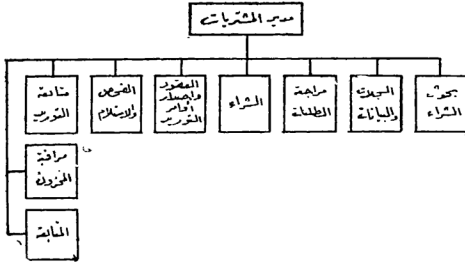 مدير المشتريات
بحوث
الشراء
السجلات
والبيانات
مراجعة
الطلبات
الشراء
العقود
وإصدار
أوامر
التوريد
الفحص
والاستلام
متابعة
التوريد
مراقبة
المخزون